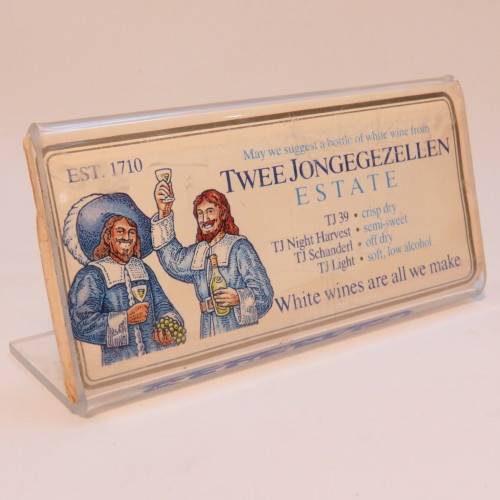 EST. 1710
May we suggest a bottle of white wine from
TWEE JONGEGEZELLEN
ESTATE
TJ 39 • crisp dry
TJ Night Harvest • semi-sweet
TJ Schanderl • off dry
TJ Light • soft, low alcohol
White wines are all we make